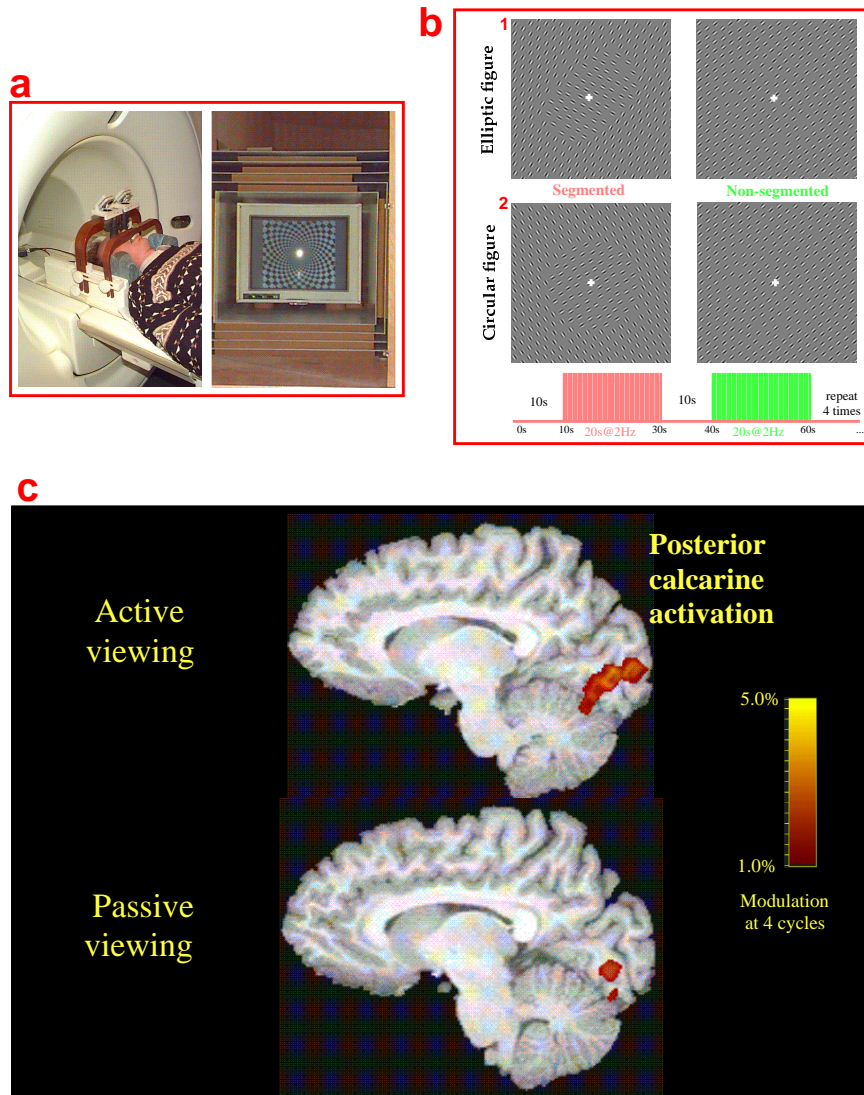 a
b
1
Elliptic figure
Segmented
Non-segmented
2
Circular figure
10s
10s
repeat
4 times
0s
10s
20s@2Hz
30s
40s
20s@2Hz
60s
...
c
Active
viewing
Posterior
calcarine
activation
5.0%
1.0%
Modulation
at 4 cycles
Passive
viewing